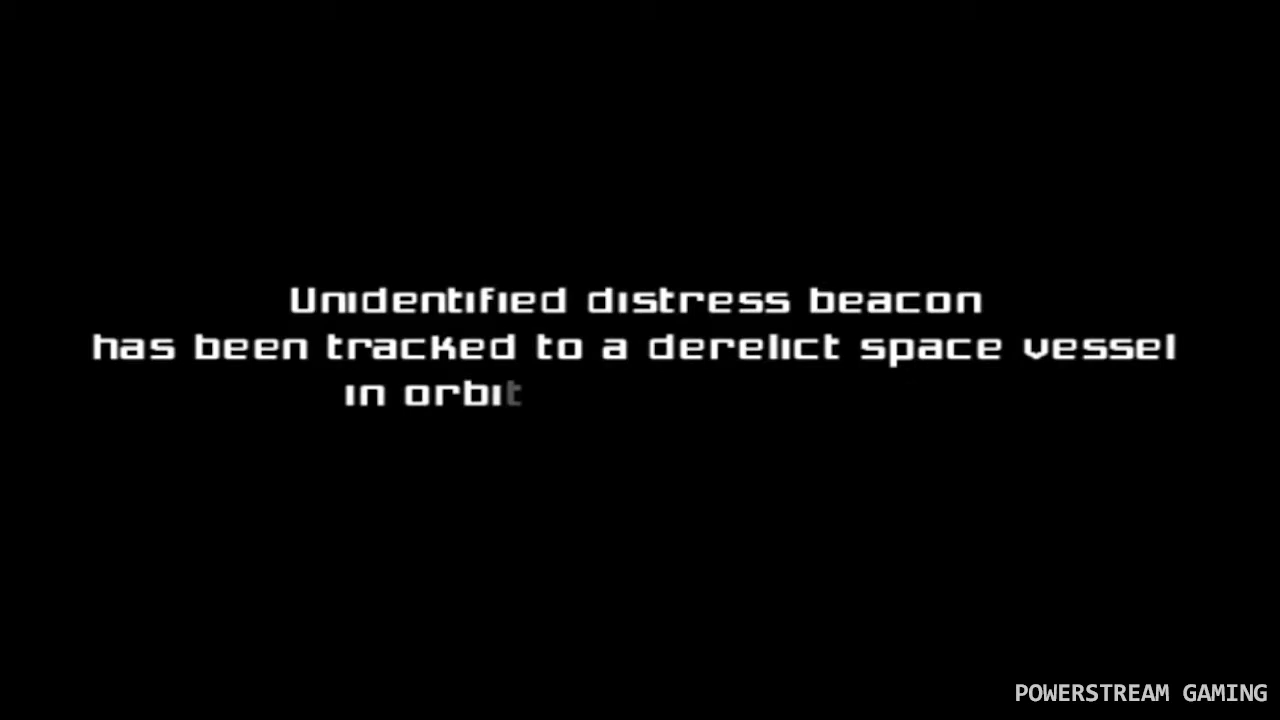 Unidentified distress beacon
has been tracked to a derelict space vessel
in orbit
POWERSTREAM GAMING